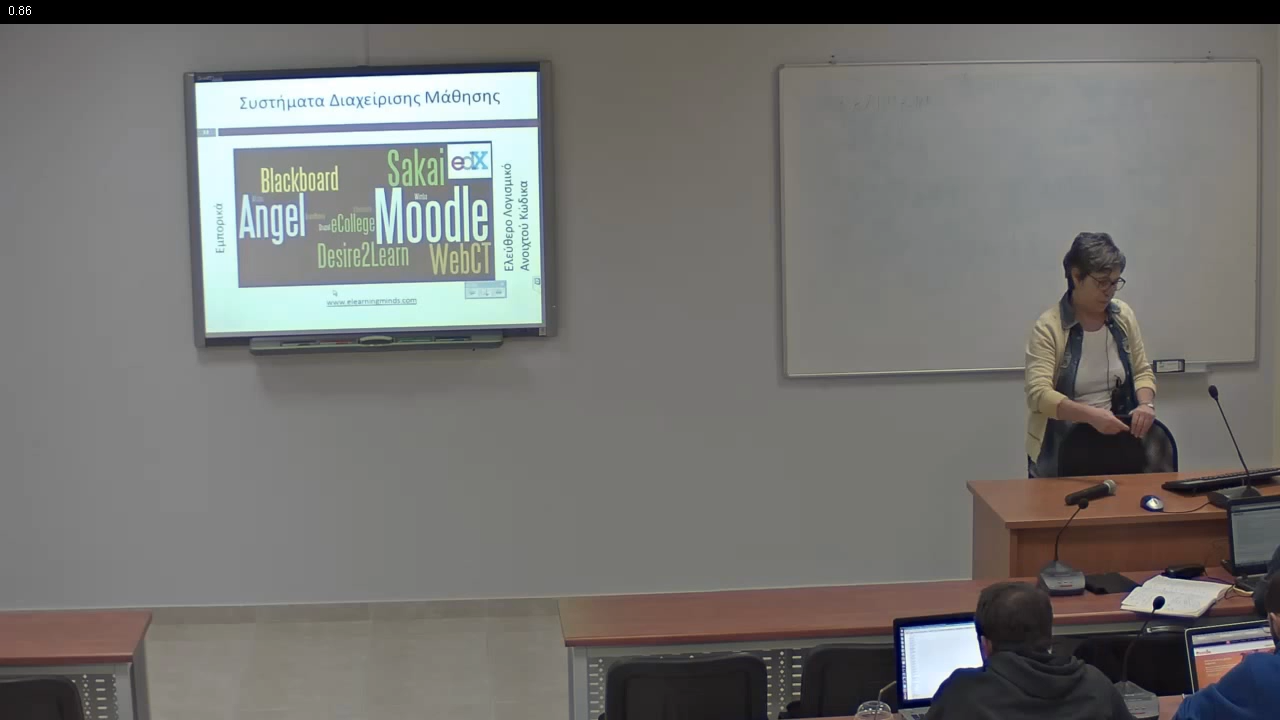 0.86
Συστήματα Διαχείρισης Μάθησης
Εμπορικά
Blackboard
Sakai
edX
Angel
eCollege
Moodle
Desire2Learn
WebCT
Ελεύθερο Λογισμικό
Ανοιχτού Κώδικα
www.elearningminds.com